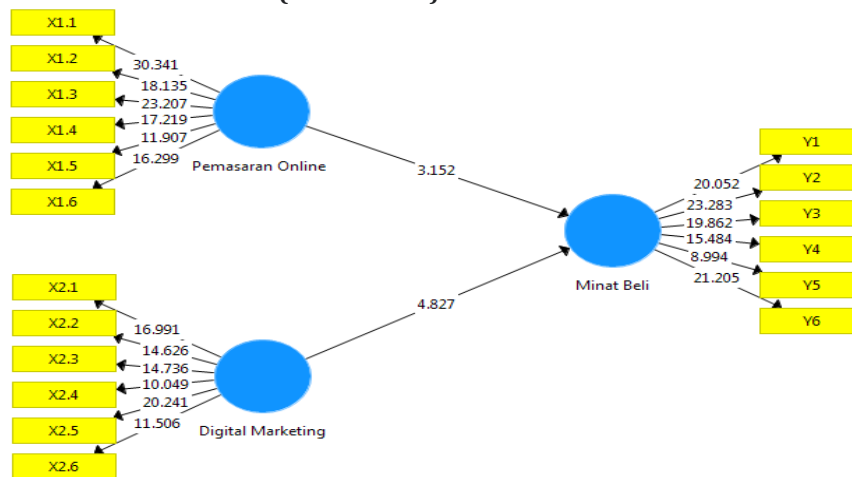 X1.1
X1.2
X1.3
X1.4
X1.5
X1.6
30.341
18.135
23.207
17.219
11.907
16.299
Pemasaran Online
3.152
X2.1
X2.2
X2.3
X2.4
X2.5
X2.6
16.991
14.626
14.736
10.049
20.241
11.506
Digital Marketing
4.827
Minat Beli
20.052
23.283
19.862
15.484
8.994
21.205
Y1
Y2
Y3
Y4
Y5
Y6